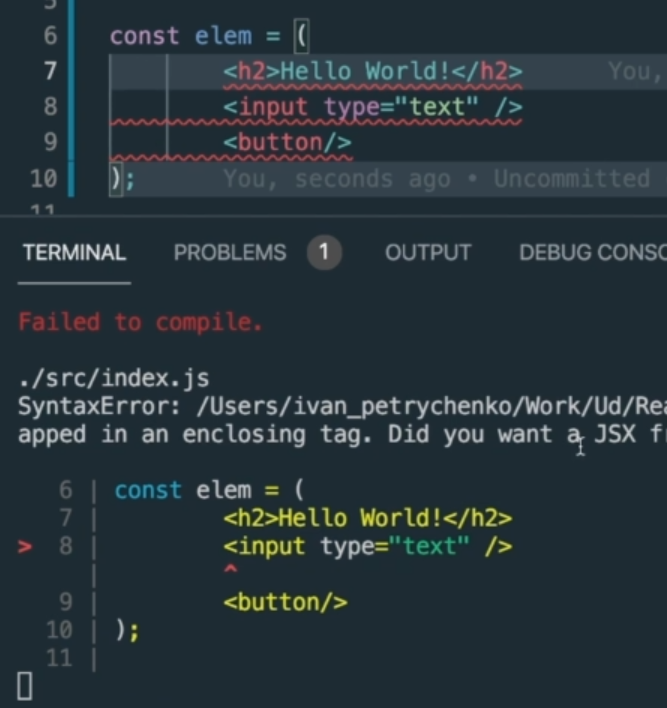 6 const elem = (
7 <h2>Hello World!</h2> You,
8 <input type="text" />
9 <button/>
10 ); You, seconds ago • Uncommitted
11
TERMINAL PROBLEMS 1 OUTPUT DEBUG CONSO
Failed to compile.
./src/index.js
SyntaxError: /Users/ivan_petrychenko/Work/Ud/Rea
apped in an enclosing tag. Did you want a JSX fr
6 | const elem = (
7 | <h2>Hello World!</h2>
> 8 | <input type="text" />
| ^
9 | <button/>
10 | );
11 |